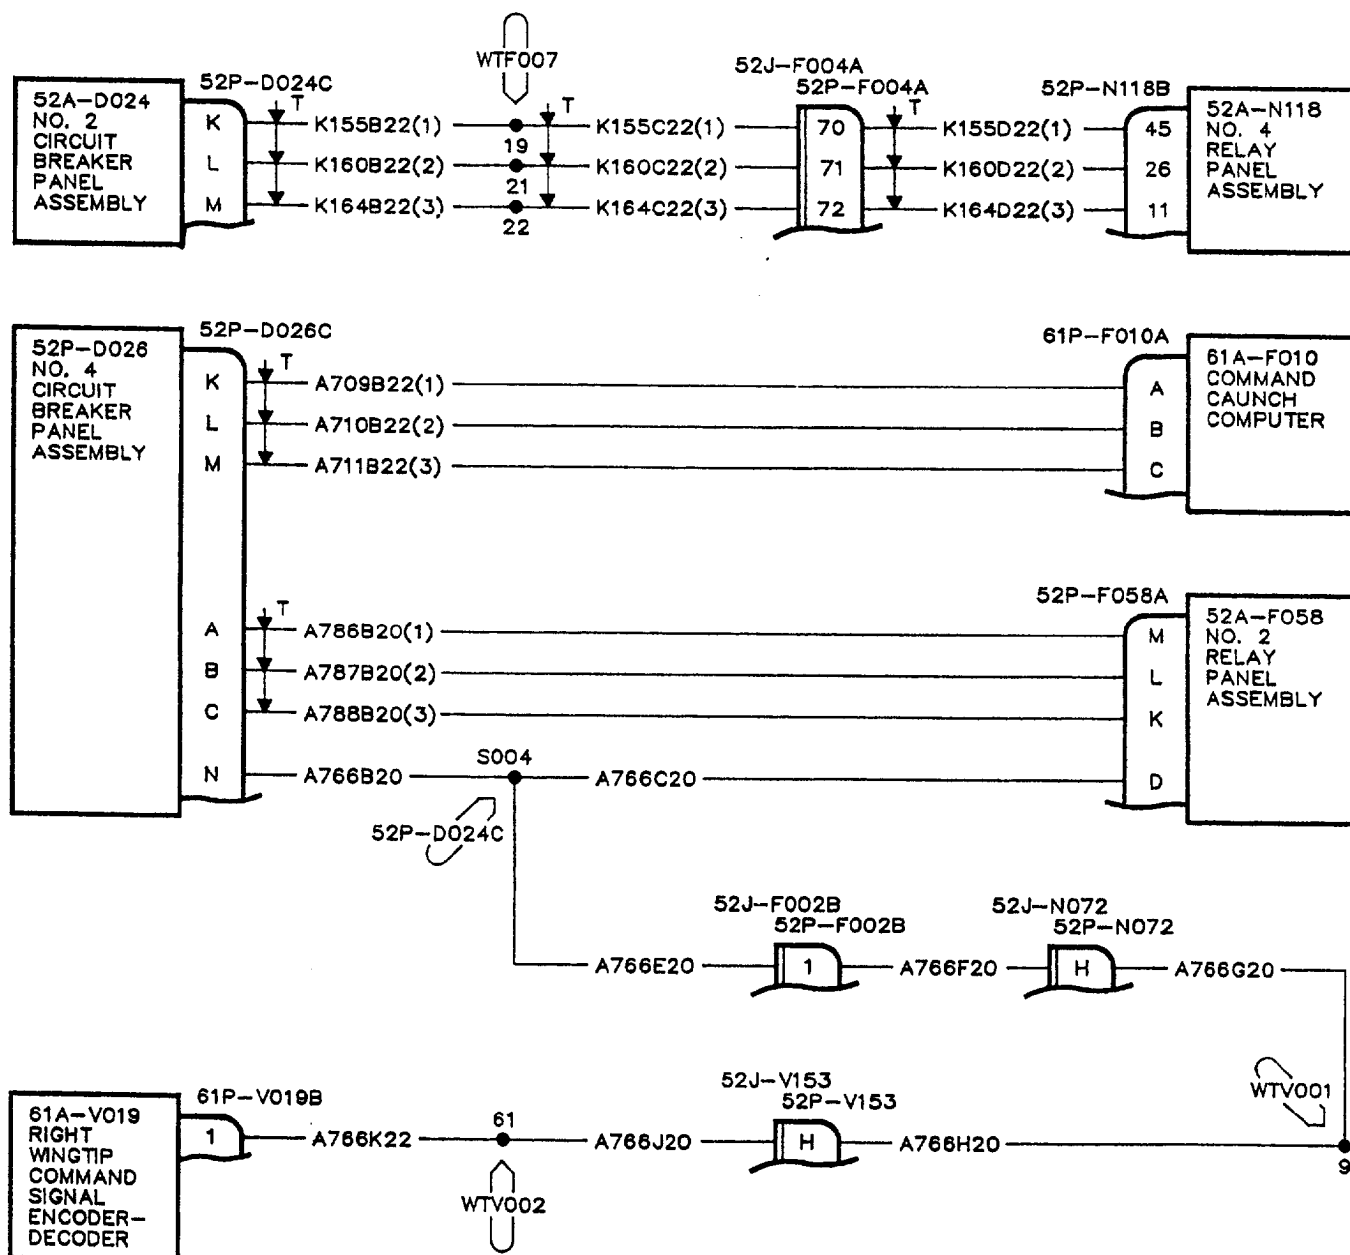 WTF007
52P-D024C
52J-F004A
52P-F004A
52P-N118B
52A-D024
NO. 2
CIRCUIT
BREAKER
PANEL
ASSEMBLY
K
L
M
T
K155B22(1)
K160B22(2)
K164B22(3)
19
21
22
T
K155C22(1)
K160C22(2)
K164C22(3)
70
71
72
T
K155D22(1)
K160D22(2)
K164D22(3)
45
26
11
52A-N118
NO. 4
RELAY
PANEL
ASSEMBLY
52P-D026C
61P-F010A
52P-D026
NO. 4
CIRCUIT
BREAKER
PANEL
ASSEMBLY
K
L
M
T
A709B22(1)
A710B22(2)
A711B22(3)
A
B
C
61A-F010
COMMAND
CAUNCH
COMPUTER
52P-F058A
A
B
C
N
T
A786B20(1)
A787B20(2)
A788B20(3)
A766B20
S004
A766C20
M
L
K
D
52A-F058
NO. 2
RELAY
PANEL
ASSEMBLY
52P-D024C
52J-F002B
52P-F002B
52J-N072
52P-N072
A766E20
1
A766F20
H
A766G20
WTV001
9
61A-V019
RIGHT
WINGTIP
COMMAND
SIGNAL
ENCODER-
DECODER
61P-V019B
1
A766K22
61
WTV002
52J-V153
52P-V153
A766J20
H
A766H20